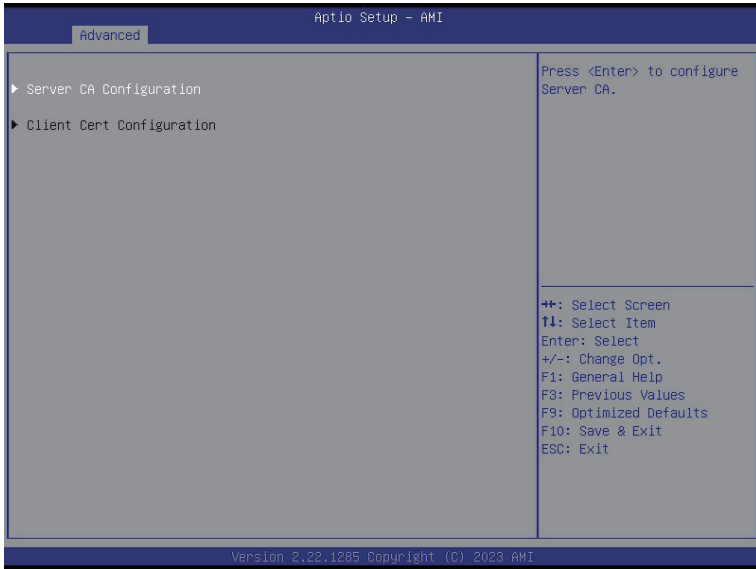 Aptio Setup - AMI
Advanced
▶ Server CA Configuration
▶ Client Cert Configuration
Press <Enter> to configure
Server CA.
→←: Select Screen
↑↓: Select Item
Enter: Select
+/-: Change Opt.
F1: General Help
F3: Previous Values
F9: Optimized Defaults
F10: Save & Exit
ESC: Exit
Version 2.22.1285 Copyright (C) 2023 AMI